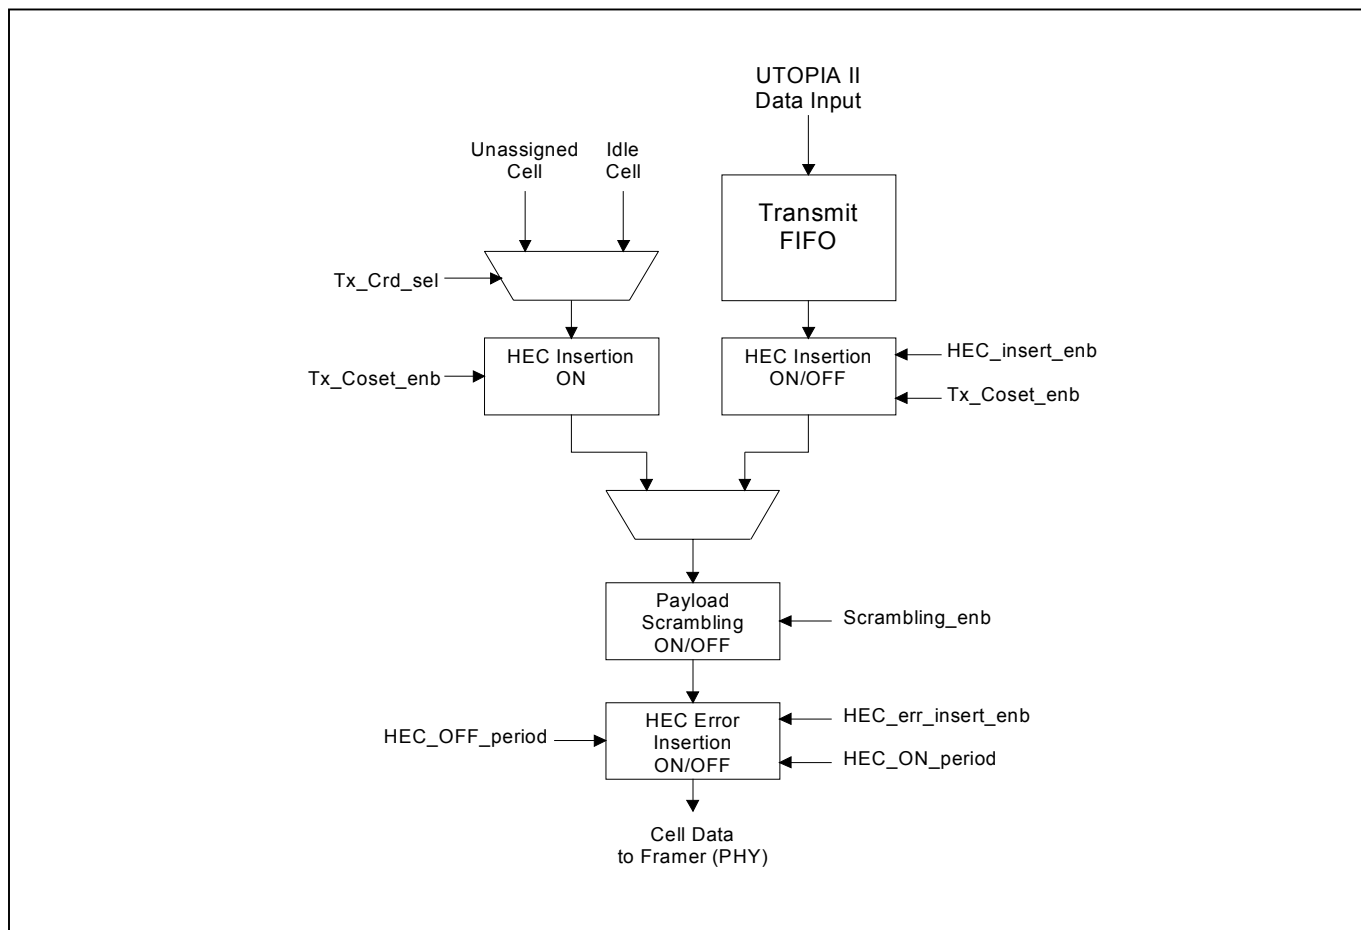 UTOPIA II
Data Input
Unassigned
Cell
Idle
Cell
Transmit
FIFO
Tx_Crd_sel
HEC Insertion
ON
Tx_Coset_enb
HEC Insertion
ON/OFF
HEC_insert_enb
Tx_Coset_enb
Payload
Scrambling
ON/OFF
Scrambling_enb
HEC_OFF_period
HEC Error
Insertion
ON/OFF
HEC_err_insert_enb
HEC_ON_period
Cell Data
to Framer (PHY)